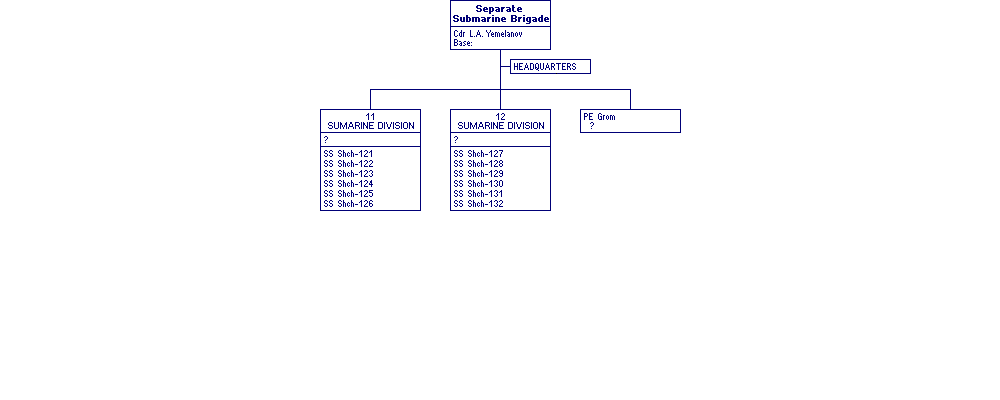 Separate
Submarine Brigade
Cdr L.A. Yemelanov
Base:
HEADQUARTERS
11
SUMARINE DIVISION
?
SS Shch-121
SS Shch-122
SS Shch-123
SS Shch-124
SS Shch-125
SS Shch-126
12
SUMARINE DIVISION
?
SS Shch-127
SS Shch-128
SS Shch-129
SS Shch-130
SS Shch-131
SS Shch-132
PE Grom
?